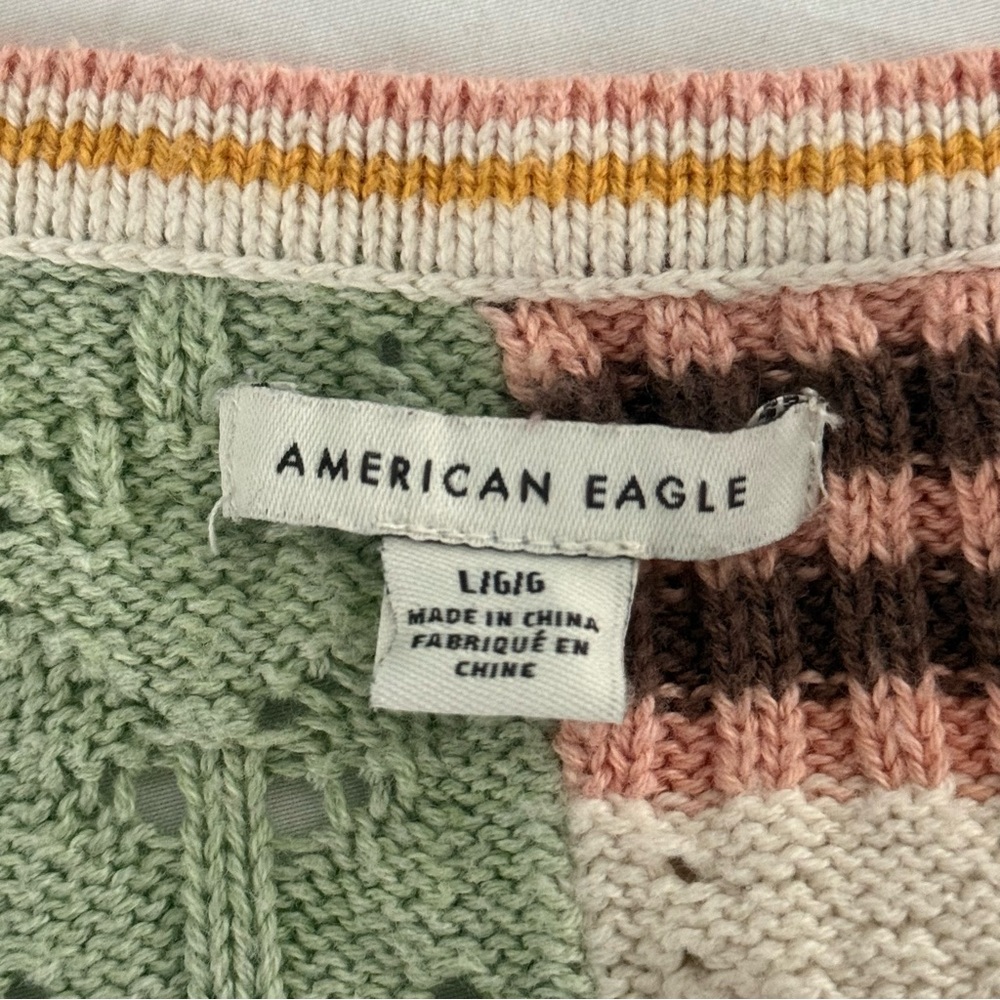 AMERICAN EAGLE
L/G/G
MADE IN CHINA
FABRIQUÉ EN
CHINE